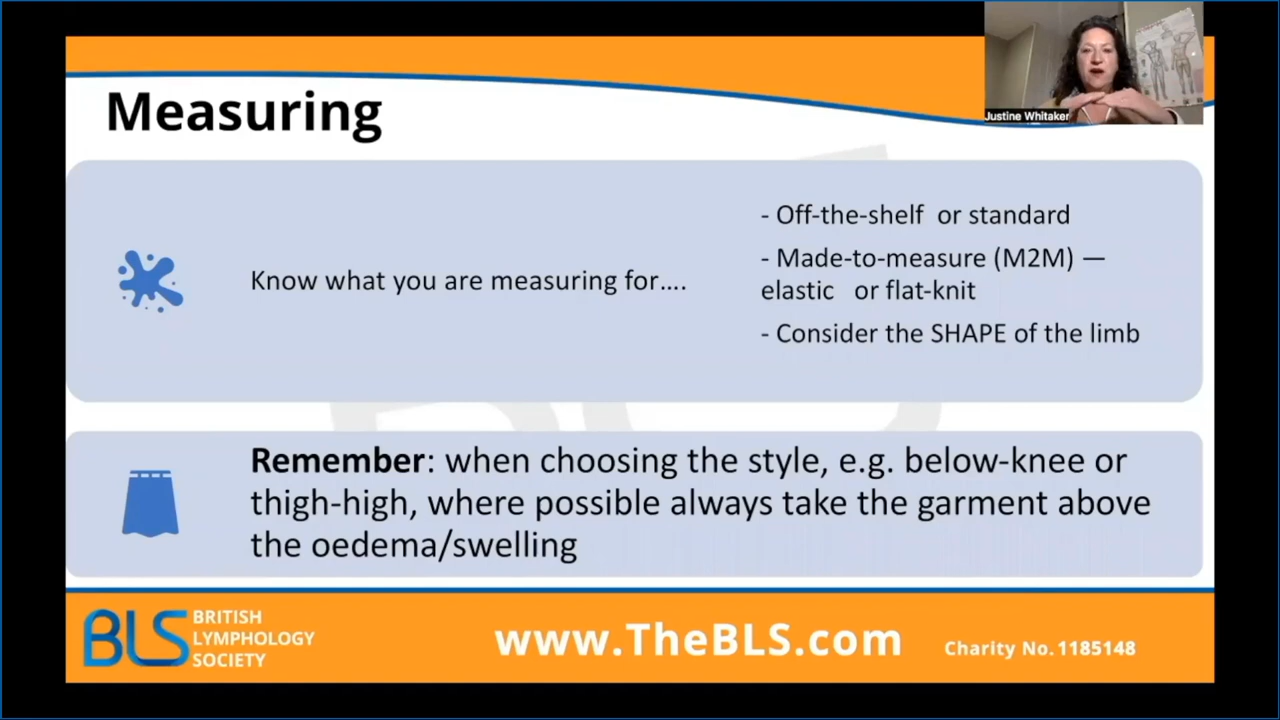 Justine Whitaker
Measuring
Know what you are measuring for....
- Off-the-shelf or standard
- Made-to-measure (M2M) —
elastic or flat-knit
- Consider the SHAPE of the limb
Remember: when choosing the style, e.g. below-knee or
thigh-high, where possible always take the garment above
the oedema/swelling
BLS
BRITISH
LYMPHOLOGY
SOCIETY
www.TheBLS.com
Charity No. 1185148